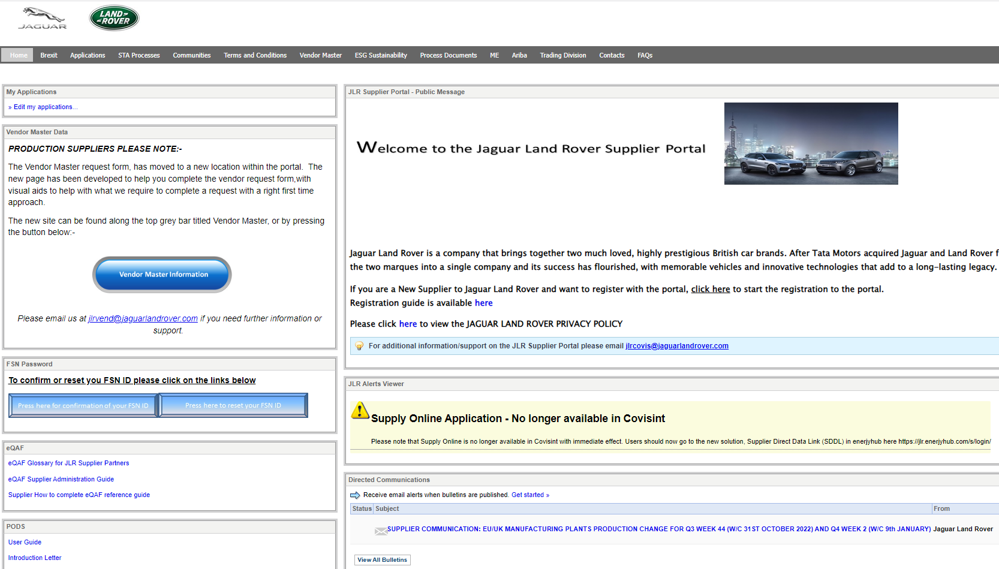 JAGUAR
LAND-
-ROVER
Home Brexit Applications STA Processes Communities Terms and Conditions Vendor Master ESG Sustainability Process Documents ME Ariba Trading Division Contacts FAQs
My Applications
» Edit my applications...
Vendor Master Data
PRODUCTION SUPPLIERS PLEASE NOTE:-
The Vendor Master request form, has moved to a new location within the portal. The
new page has been developed to help you complete the vendor request form,with
visual aids to help with what we require to complete a request with a right first time
approach.
The new site can be found along the top grey bar titled Vendor Master, or by pressing
the button below:-
Vendor Master Information
Please email us at jlrvend@jaguarlandrover.com if you need further information or
support.
FSN Password
To confirm or reset you FSN ID please click on the links below
Press here for confirmation of your FSN ID Press here to reset your FSN ID
eQAF
eQAF Glossary for JLR Supplier Partners
eQAF Supplier Administration Guide
Supplier How to complete eQAF reference guide
PODS
User Guide
Introduction Letter
JLR Supplier Portal - Public Message
Welcome to the Jaguar Land Rover Supplier Portal
Jaguar Land Rover is a company that brings together two much loved, highly prestigious British car brands. After Tata Motors acquired Jaguar and Land Rover f
the two marques into a single company and its success has flourished, with memorable vehicles and innovative technologies that add to a long-lasting legacy.
If you are a New Supplier to Jaguar Land Rover and want to register with the portal, click here to start the registration to the portal.
Registration guide is available here
Please click here to view the JAGUAR LAND ROVER PRIVACY POLICY
For additional information/support on the JLR Supplier Portal please email jlrcovis@jaguarlandrover.com
JLR Alerts Viewer
Supply Online Application - No longer available in Covisint
Please note that Supply Online is no longer available in Covisint with immediate effect. Users should now go to the new solution, Supplier Direct Data Link (SDDL) in enerjyhub here https://jlr.enerjyhub.com/s/login/
Directed Communications
Receive email alerts when bulletins are published. Get started »
Status Subject From
SUPPLIER COMMUNICATION: EU/UK MANUFACTURING PLANTS PRODUCTION CHANGE FOR Q3 WEEK 44 (W/C 31ST OCTOBER 2022) AND Q4 WEEK 2 (W/C 9th JANUARY) Jaguar Land Rover
View All Bulletins